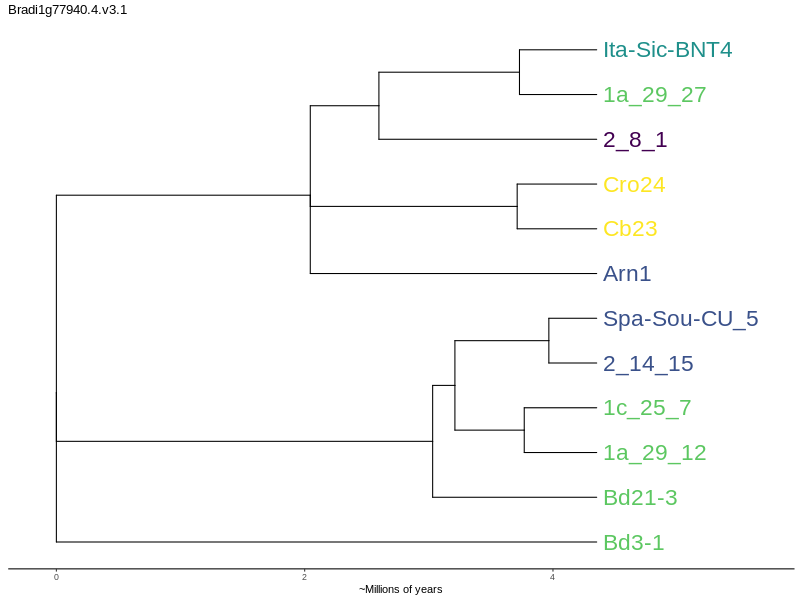 Bradi1g77940.4.v3.1
Ita-Sic-BNT4
1a_29_27
2_8_1
Cro24
Cb23
Arn1
Spa-Sou-CU_5
2_14_15
1c_25_7
1a_29_12
Bd21-3
Bd3-1
0 2 4
~Millions of years